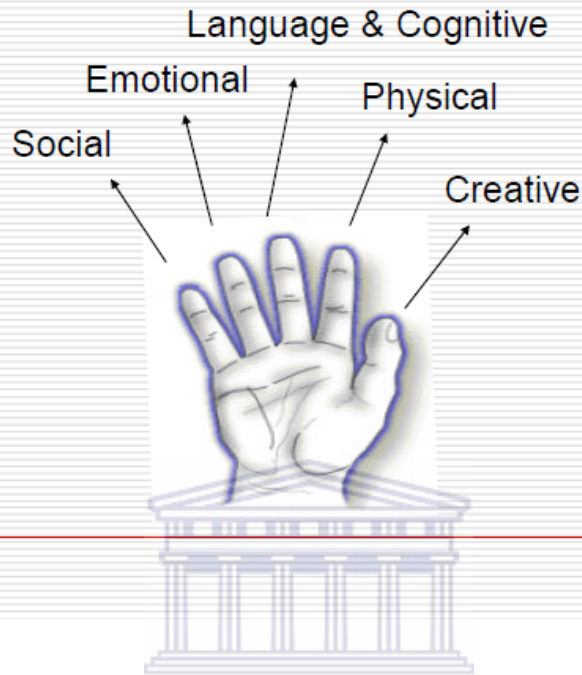 Language & Cognitive
Emotional
Physical
Social
Creative